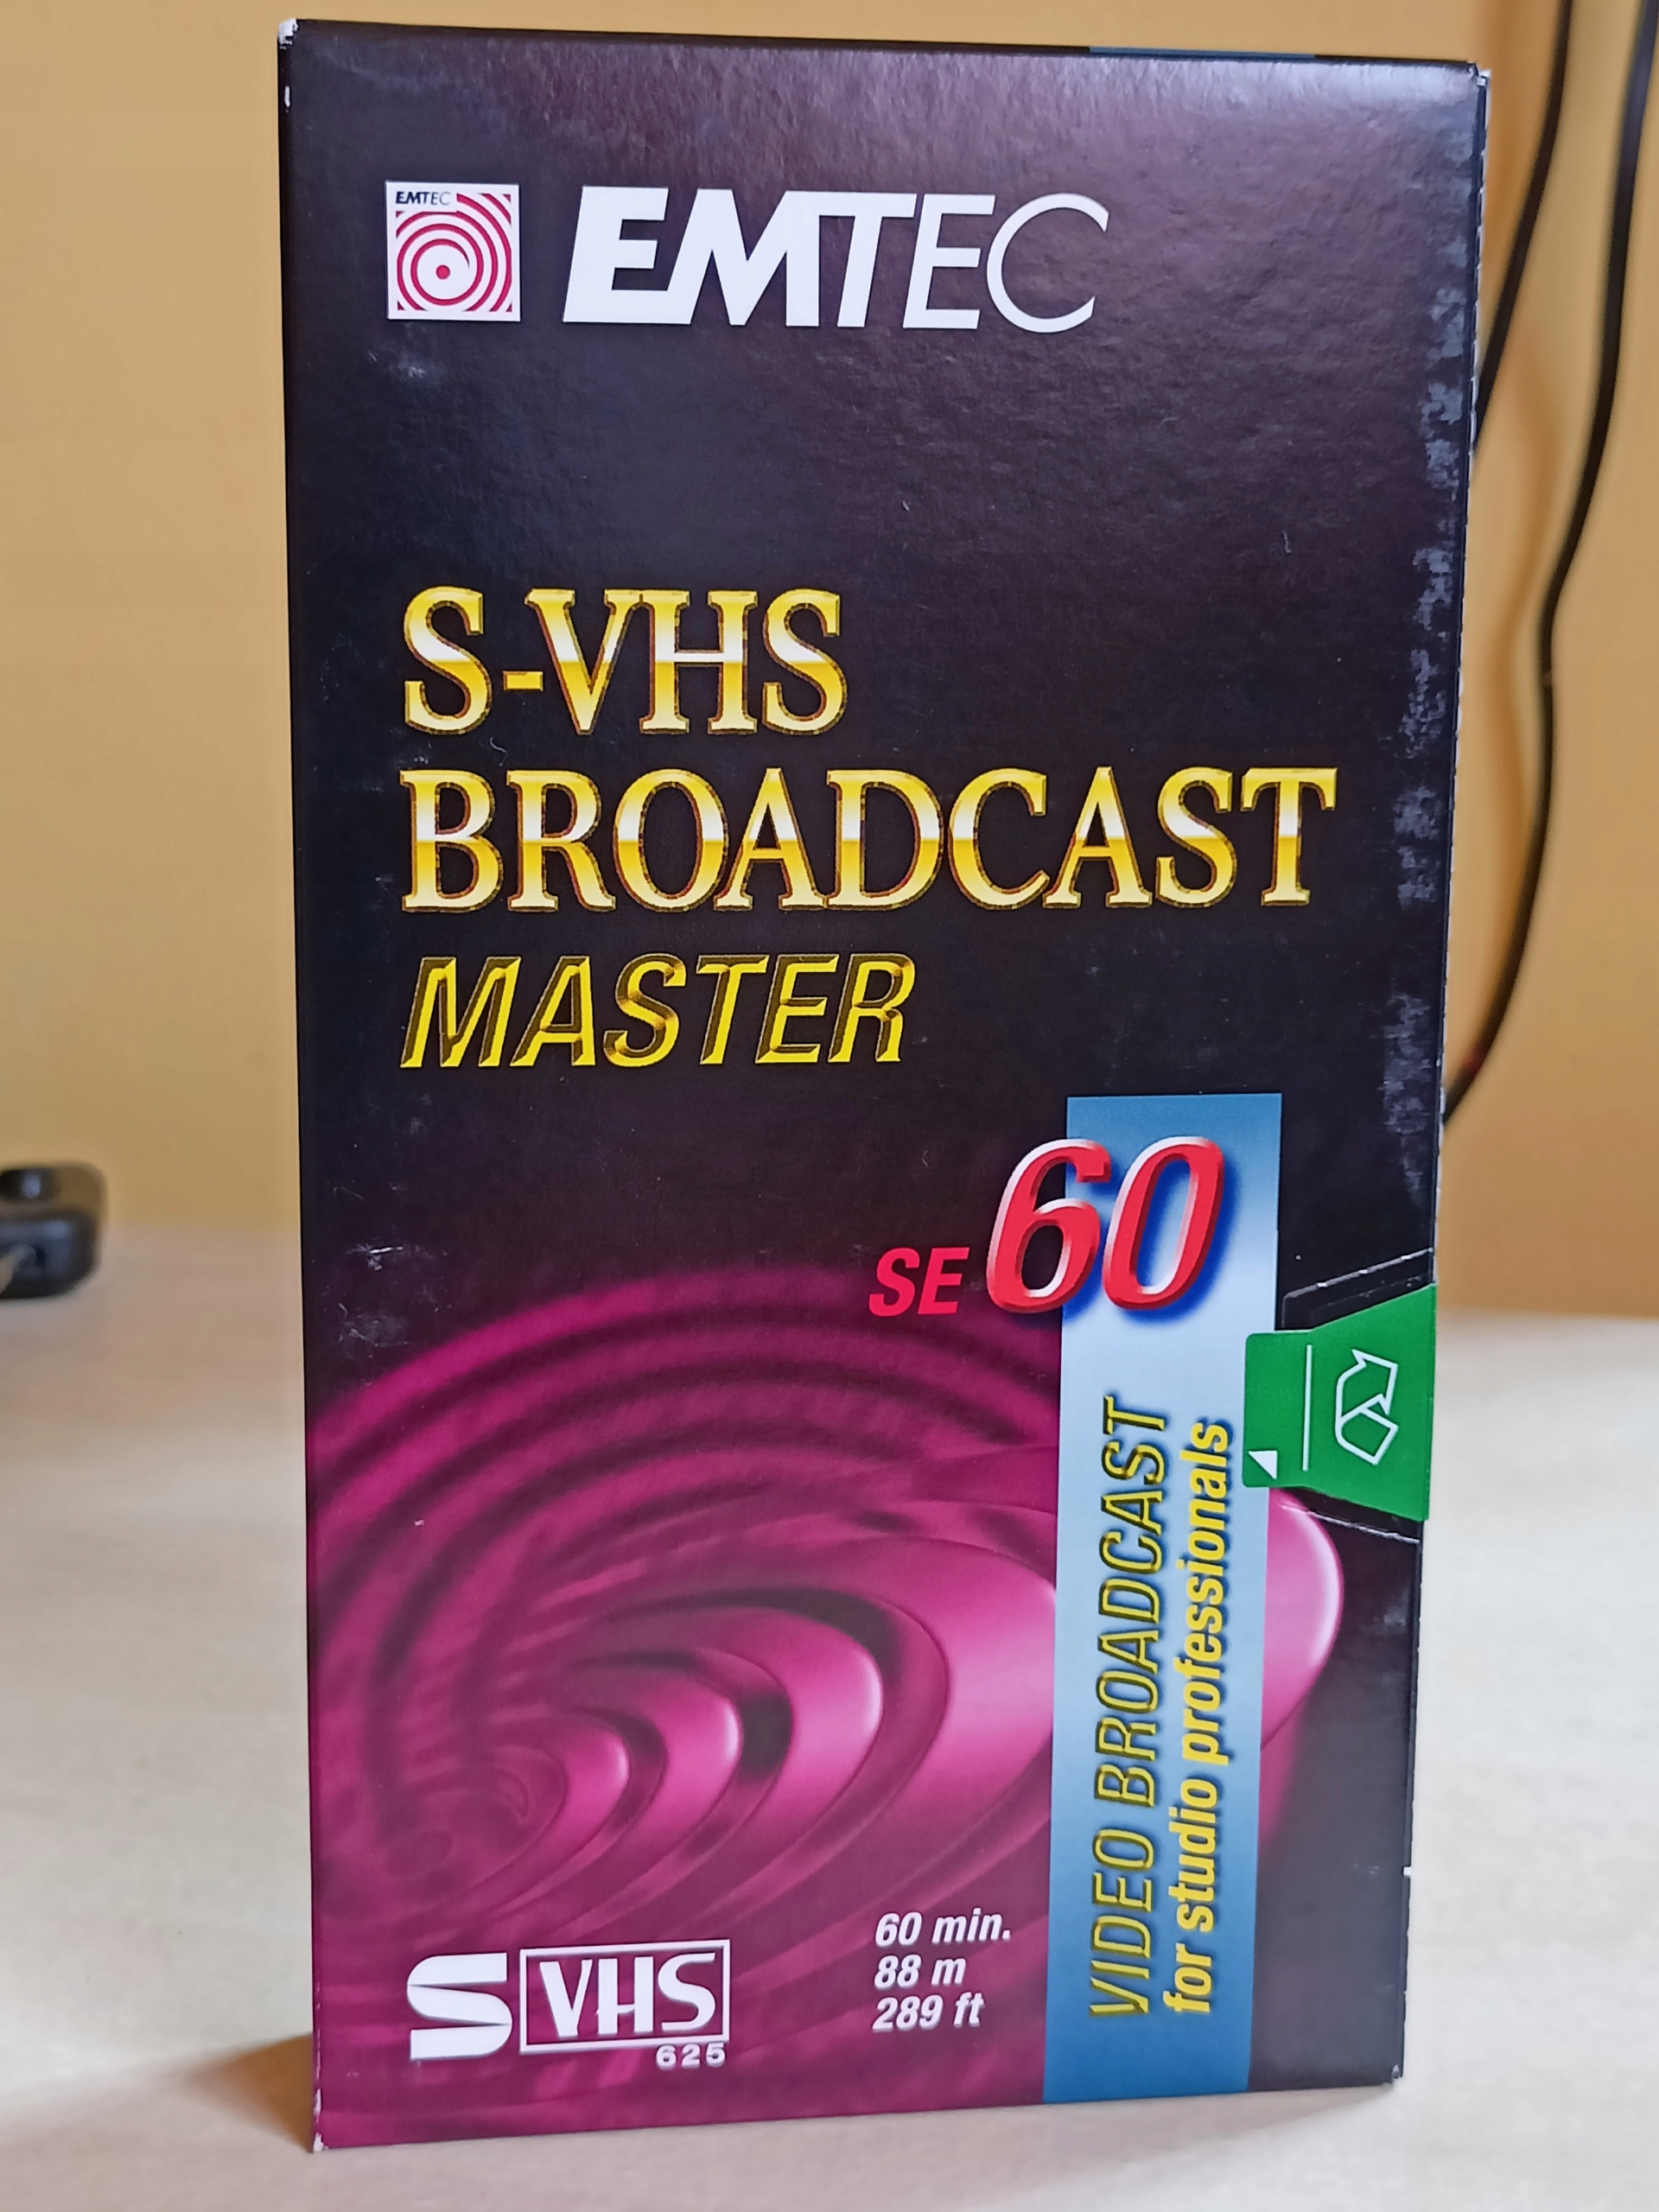 EMTEC
EMTEC
S-VHS
BROADCAST
MASTER
SE 60
VIDEO BROADCAST
for studio professionals
60 min.
88 m
289 ft
S VHS
625